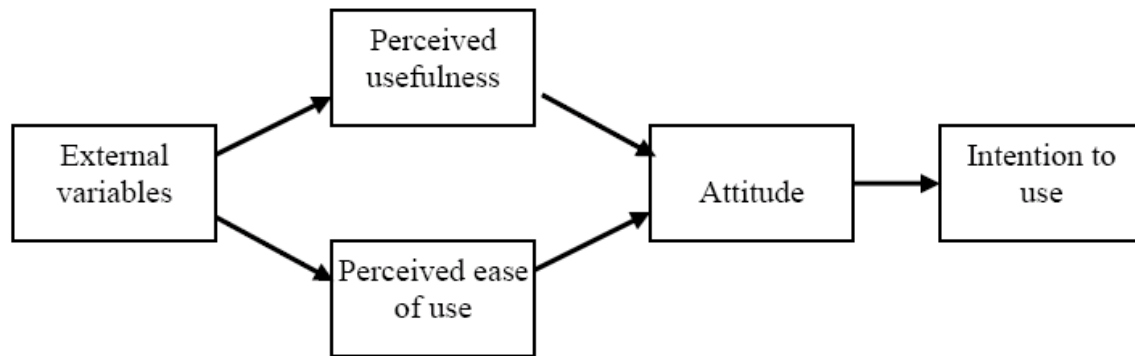 Perceived
usefulness
External
variables
Attitude
Intention to
use
Perceived ease
of use